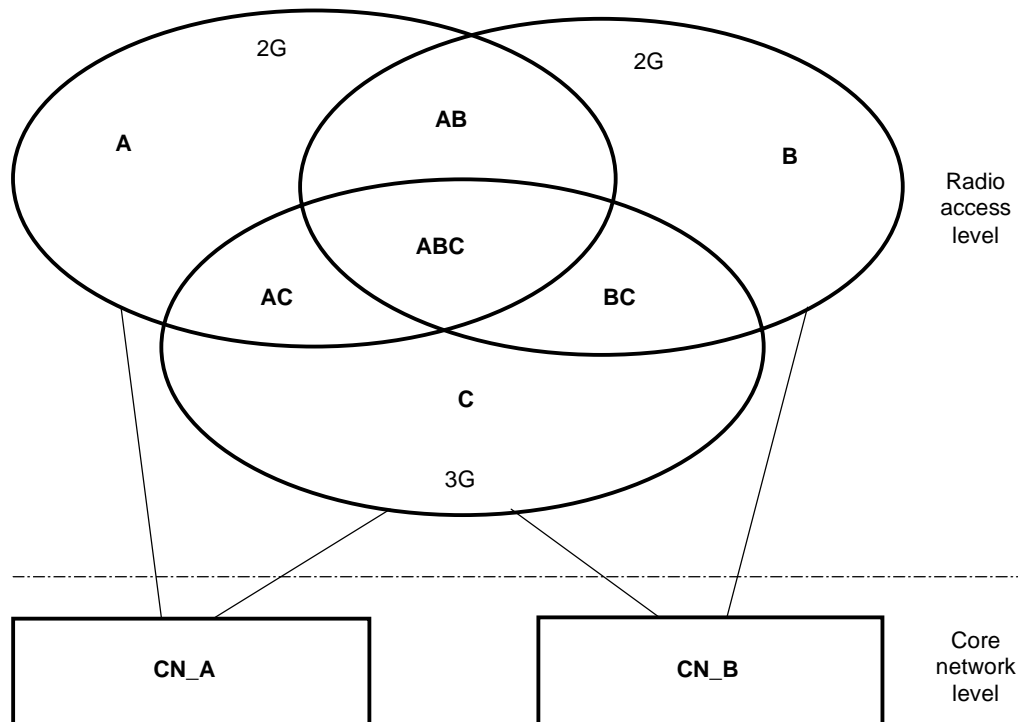 2G
2G
AB
A
B
Radio
access
level
ABC
AC
BC
C
3G
CN_A
CN_B
Core
network
level